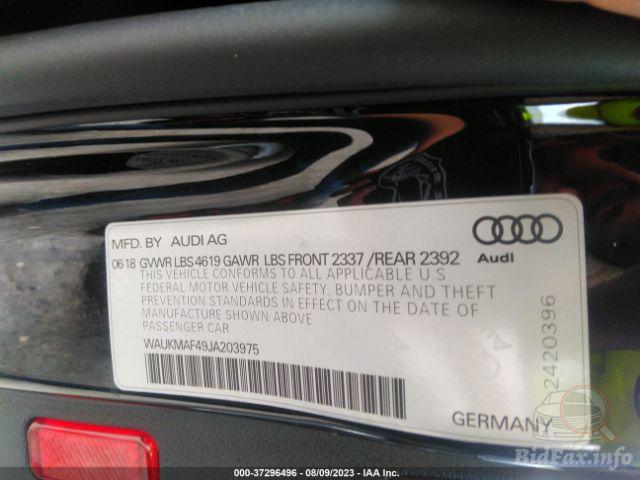 MFD. BY AUDI AG
06 18 GVWR LBS 4619 GAWR LBS FRONT 2337 / REAR 2392
THIS VEHICLE CONFORMS TO ALL APPLICABLE U S
FEDERAL MOTOR VEHICLE SAFETY, BUMPER AND THEFT
PREVENTION STANDARDS IN EFFECT ON THE DATE OF
MANUFACTURE SHOWN ABOVE
PASSENGER CAR
WAUKMAF49JA203975
Audi
2420396
GERMANY
BidFax.info
000-37296496 - 08/09/2023 - IAA Inc.